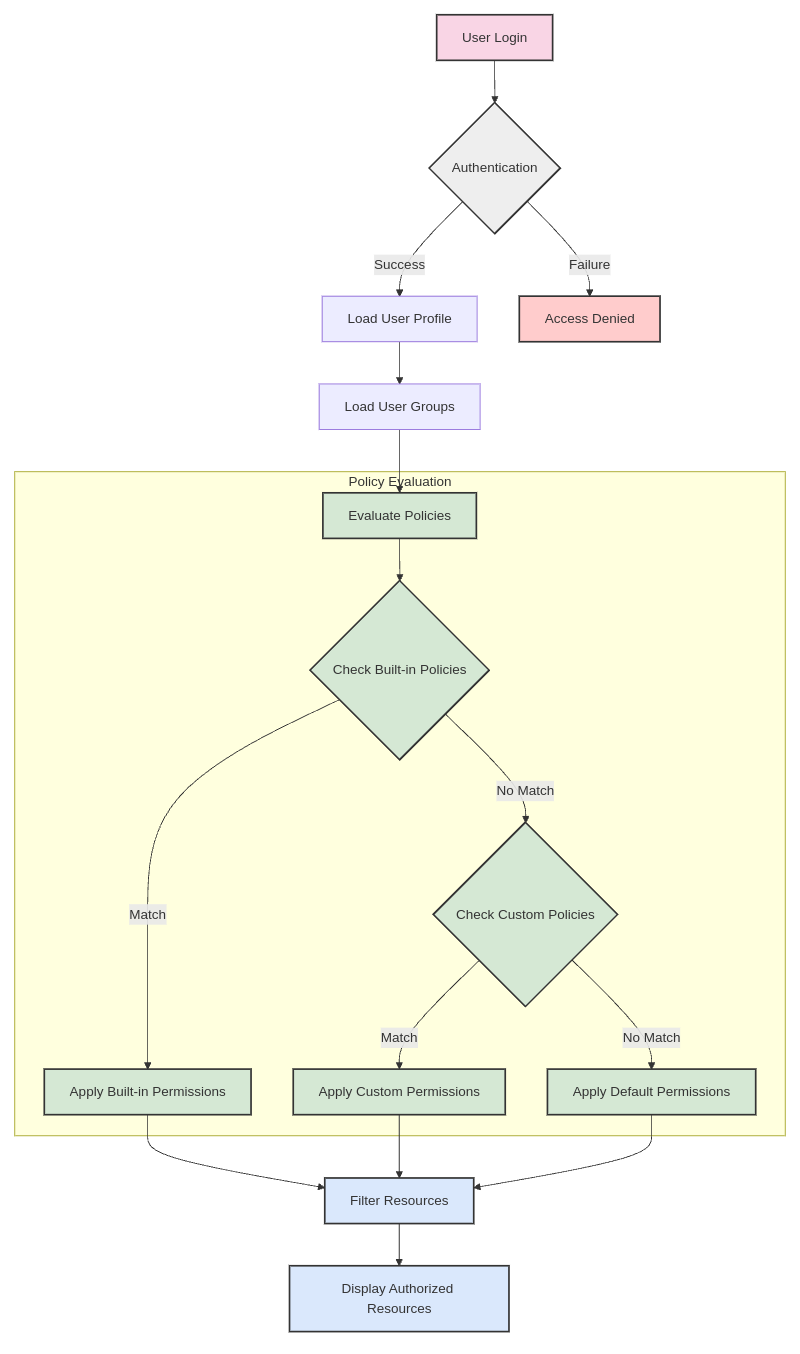 User Login
Authentication
Success
Failure
Load User Profile
Access Denied
Load User Groups
Policy Evaluation
Evaluate Policies
Check Built-in Policies
No Match
Check Custom Policies
Match
Match
No Match
Apply Built-in Permissions
Apply Custom Permissions
Apply Default Permissions
Filter Resources
Display Authorized
Resources